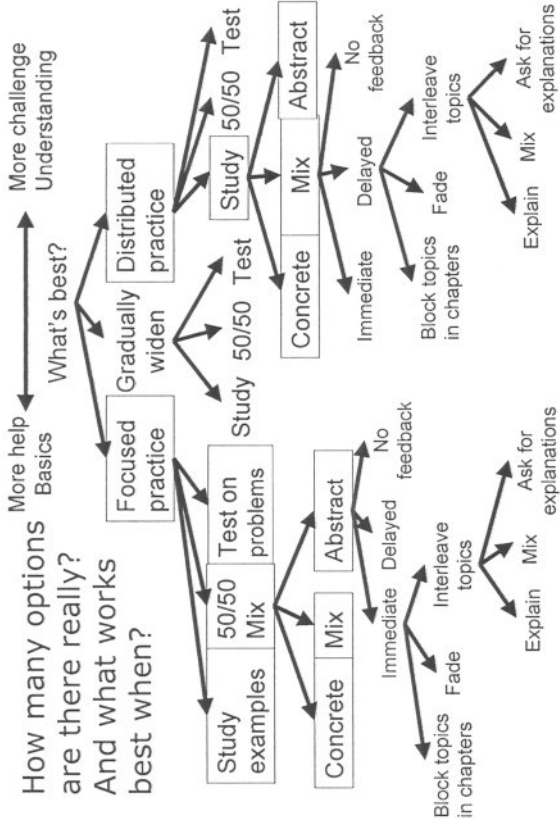 How many options
are there really?
And what works
best when?
More help
Basics
More challenge
Understanding
What's best?
Focused
practice
Gradually
widen
Distributed
practice
Study
examples
50/50
Mix
Test on
problems
Study
50/50
Test
Study
50/50
Test
Concrete
Mix
Abstract
Concrete
Mix
Abstract
Immediate
Delayed
No
feedback
Immediate
Delayed
No
feedback
Block topics
in chapters
Fade
Interleave
topics
Block topics
in chapters
Fade
Interleave
topics
Explain
Mix
Ask for
explanations
Explain
Mix
Ask for
explanations